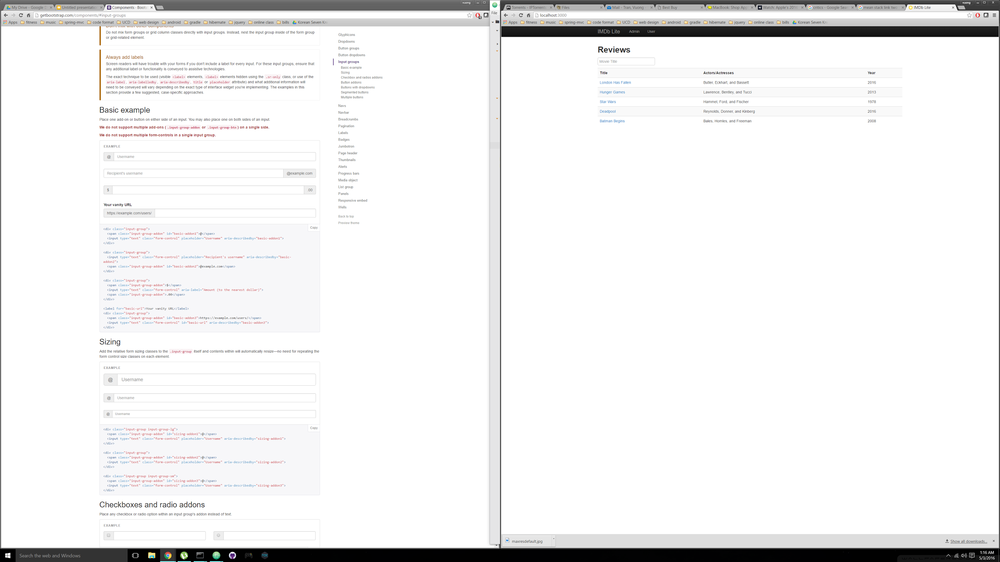 vuong
My Drive - Google D
Untitled presentatio
Components · Boots
getbootstrap.com/components/#input-groups
Apps fitness music spring-mvc code format UCD web design android gradle hibernate jquery online class bills Korean Seven Kn
Don't mix with other components
Do not mix form groups or grid column classes directly with input groups. Instead, nest the input group inside of the form group
or grid-related element.
Always add labels
Screen readers will have trouble with your forms if you don't include a label for every input. For these input groups, ensure that
any additional label or functionality is conveyed to assistive technologies.
The exact technique to be used (visible <label> elements, <label> elements hidden using the .sr-only class, or use of the
aria-label, aria-labelledby, aria-describedby, title or placeholder attribute) and what additional information will
need to be conveyed will vary depending on the exact type of interface widget you're implementing. The examples in this
section provide a few suggested, case-specific approaches.
Basic example
Place one add-on or button on either side of an input. You may also place one on both sides of an input.
We do not support multiple add-ons ( .input-group-addon or .input-group-btn ) on a single side.
We do not support multiple form-controls in a single input group.
EXAMPLE
@ Username
Recipient's username @example.com
$ .00
Your vanity URL
https://example.com/users/
Copy
<div class="input-group">
<span class="input-group-addon" id="basic-addon1">@</span>
<input type="text" class="form-control" placeholder="Username" aria-describedby="basic-addon1">
</div>
<div class="input-group">
<input type="text" class="form-control" placeholder="Recipient's username" aria-describedby="basic-
addon2">
<span class="input-group-addon" id="basic-addon2">@example.com</span>
</div>
<div class="input-group">
<span class="input-group-addon">$</span>
<input type="text" class="form-control" aria-label="Amount (to the nearest dollar)">
<span class="input-group-addon">.00</span>
</div>
<label for="basic-url">Your vanity URL</label>
<div class="input-group">
<span class="input-group-addon" id="basic-addon3">https://example.com/users/</span>
<input type="text" class="form-control" id="basic-url" aria-describedby="basic-addon3">
</div>
Sizing
Add the relative form sizing classes to the .input-group itself and contents within will automatically resize—no need for repeating the
form control size classes on each element.
EXAMPLE
@ Username
@ Username
@ Username
Copy
<div class="input-group input-group-lg">
<span class="input-group-addon" id="sizing-addon1">@</span>
<input type="text" class="form-control" placeholder="Username" aria-describedby="sizing-addon1">
</div>
<div class="input-group">
<span class="input-group-addon" id="sizing-addon2">@</span>
<input type="text" class="form-control" placeholder="Username" aria-describedby="sizing-addon2">
</div>
<div class="input-group input-group-sm">
<span class="input-group-addon" id="sizing-addon3">@</span>
<input type="text" class="form-control" placeholder="Username" aria-describedby="sizing-addon3">
</div>
Checkboxes and radio addons
Place any checkbox or radio option within an input group's addon instead of text.
EXAMPLE
Glyphicons
Dropdowns
Button groups
Button dropdowns
Input groups
Basic example
Sizing
Checkbox and radios addons
Button addons
Buttons with dropdowns
Segmented buttons
Multiple buttons
Navs
Navbar
Breadcrumbs
Pagination
Labels
Badges
Jumbotron
Page header
Thumbnails
Alerts
Progress bars
Media object
List group
Panels
Responsive embed
Wells
Back to top
Preview theme
File
vuong
Torrents - IPTorrents
Files
Mail - Tran, Vuong -
Best Buy
MacBook: Shop App
Watch: Apple's 2016
critics - Google Sear
mean stack link two
IMDb Lite
localhost:3000
Apps fitness music spring-mvc code format UCD web design android gradle hibernate jquery online class bills Korean Seven Kn
IMDb Lite Admin User
Reviews
Movie Title
Title Actors/Actresses Year
London Has Fallen Butler, Eckhart, and Bassett 2016
Hunger Games Lawrence, Bentley, and Tucci 2013
Star Wars Hammel, Ford, and Fischer 1978
Deadpool Reynolds, Donner, and Kinberg 2016
Batman Begins Bales, Homles, and Freeman 2008
maxresdefault.jpg
Show all downloads...
Search the web and Windows
1:16 AM
5/3/2016